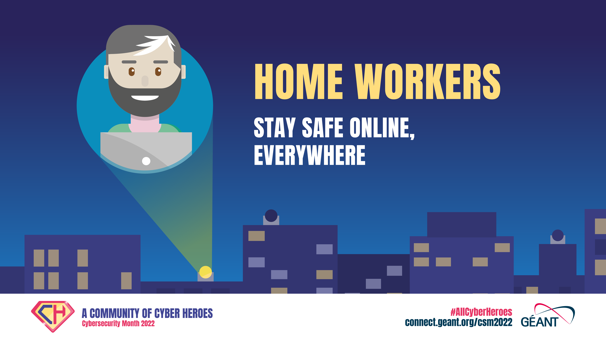 HOME WORKERS
STAY SAFE ONLINE,
EVERYWHERE
CH
A COMMUNITY OF CYBER HEROES
Cybersecurity Month 2022
#AllCyberHeroes
connect.geant.org/csm2022
GÉANT